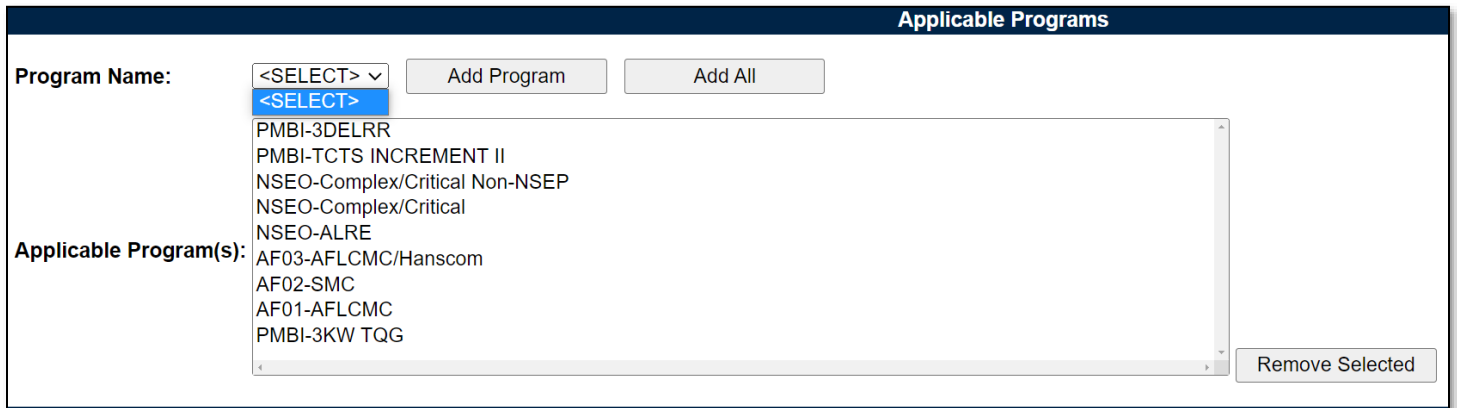 Applicable Programs
Program Name: <SELECT> Add Program Add All
<SELECT>
PMBI-3DELRR
PMBI-TCTS INCREMENT II
NSEO-Complex/Critical Non-NSEP
NSEO-Complex/Critical
NSEO-ALRE
Applicable Program(s):
AF03-AFLCMC/Hanscom
AF02-SMC
AF01-AFLCMC
PMBI-3KW TQG
Remove Selected